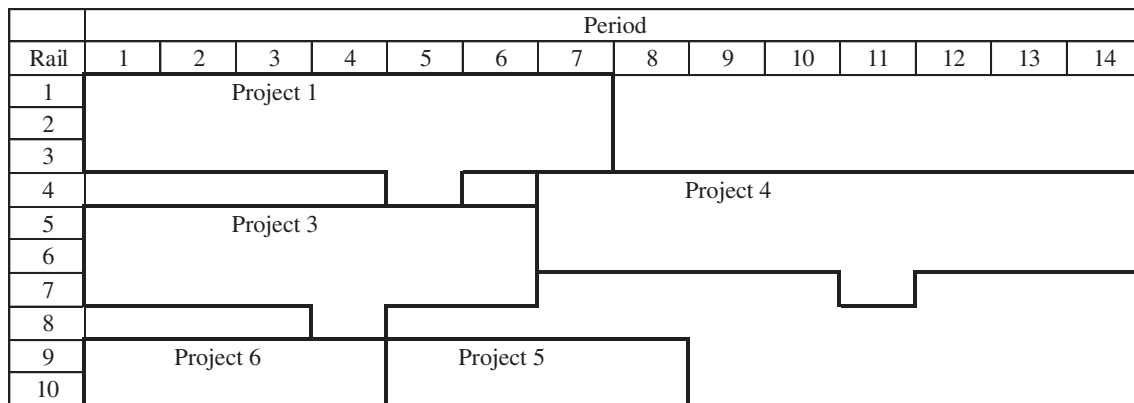 Period
Rail 1 2 3 4 5 6 7 8 9 10 11 12 13 14
1 Project 1
2
3
4 Project 4
5 Project 3
6
7
8
9 Project 6 Project 5
10